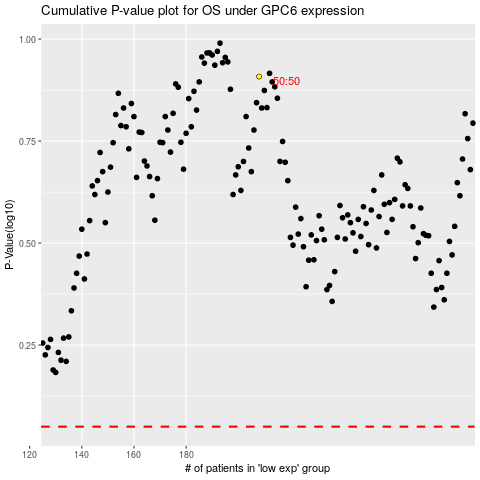 Cumulative P-value plot for OS under GPC6 expression
P-Value(log10)
1.00
0.75
0.50
0.25
50:50
120 140 160 180
# of patients in 'low exp' group